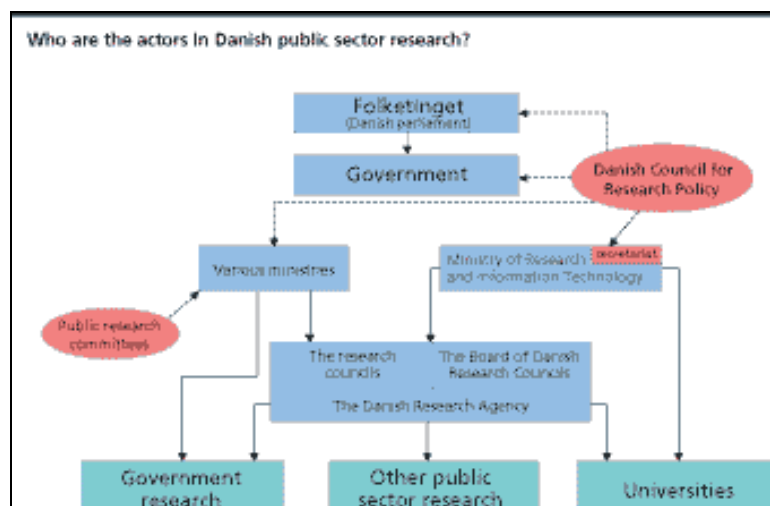 Who are the actors in Danish public sector research?
Folketinget
(Danish parlement)
Government
Danish Council for
Research Policy
Various ministries
Ministry of Research
secretariat
and Information Technology
Public research
committees
The research
councils
The Board of Danish
Research Councils
The Danish Research Agency
Government
research
Other public
sector research
Universities